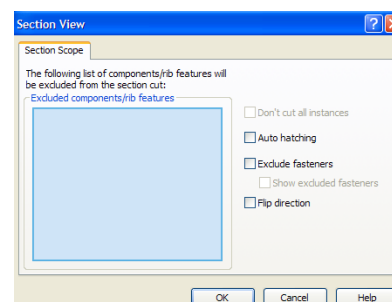 Section View
Section Scope
The following list of components/rib features will
be excluded from the section cut:
Excluded components/rib features
Don't cut all instances
Auto hatching
Exclude fasteners
Show excluded fasteners
Flip direction
OK Cancel Help